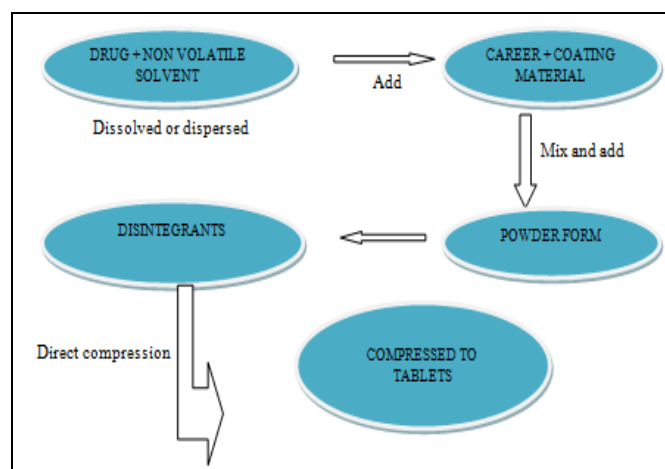 DRUG + NON VOLATILE
SOLVENT
Dissolved or dispersed
Add
CAREER + COATING
MATERIAL
Mix and add
POWDER FORM
DISINTEGRANTS
Direct compression
COMPRESSED TO
TABLETS